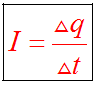 I = △q / △t